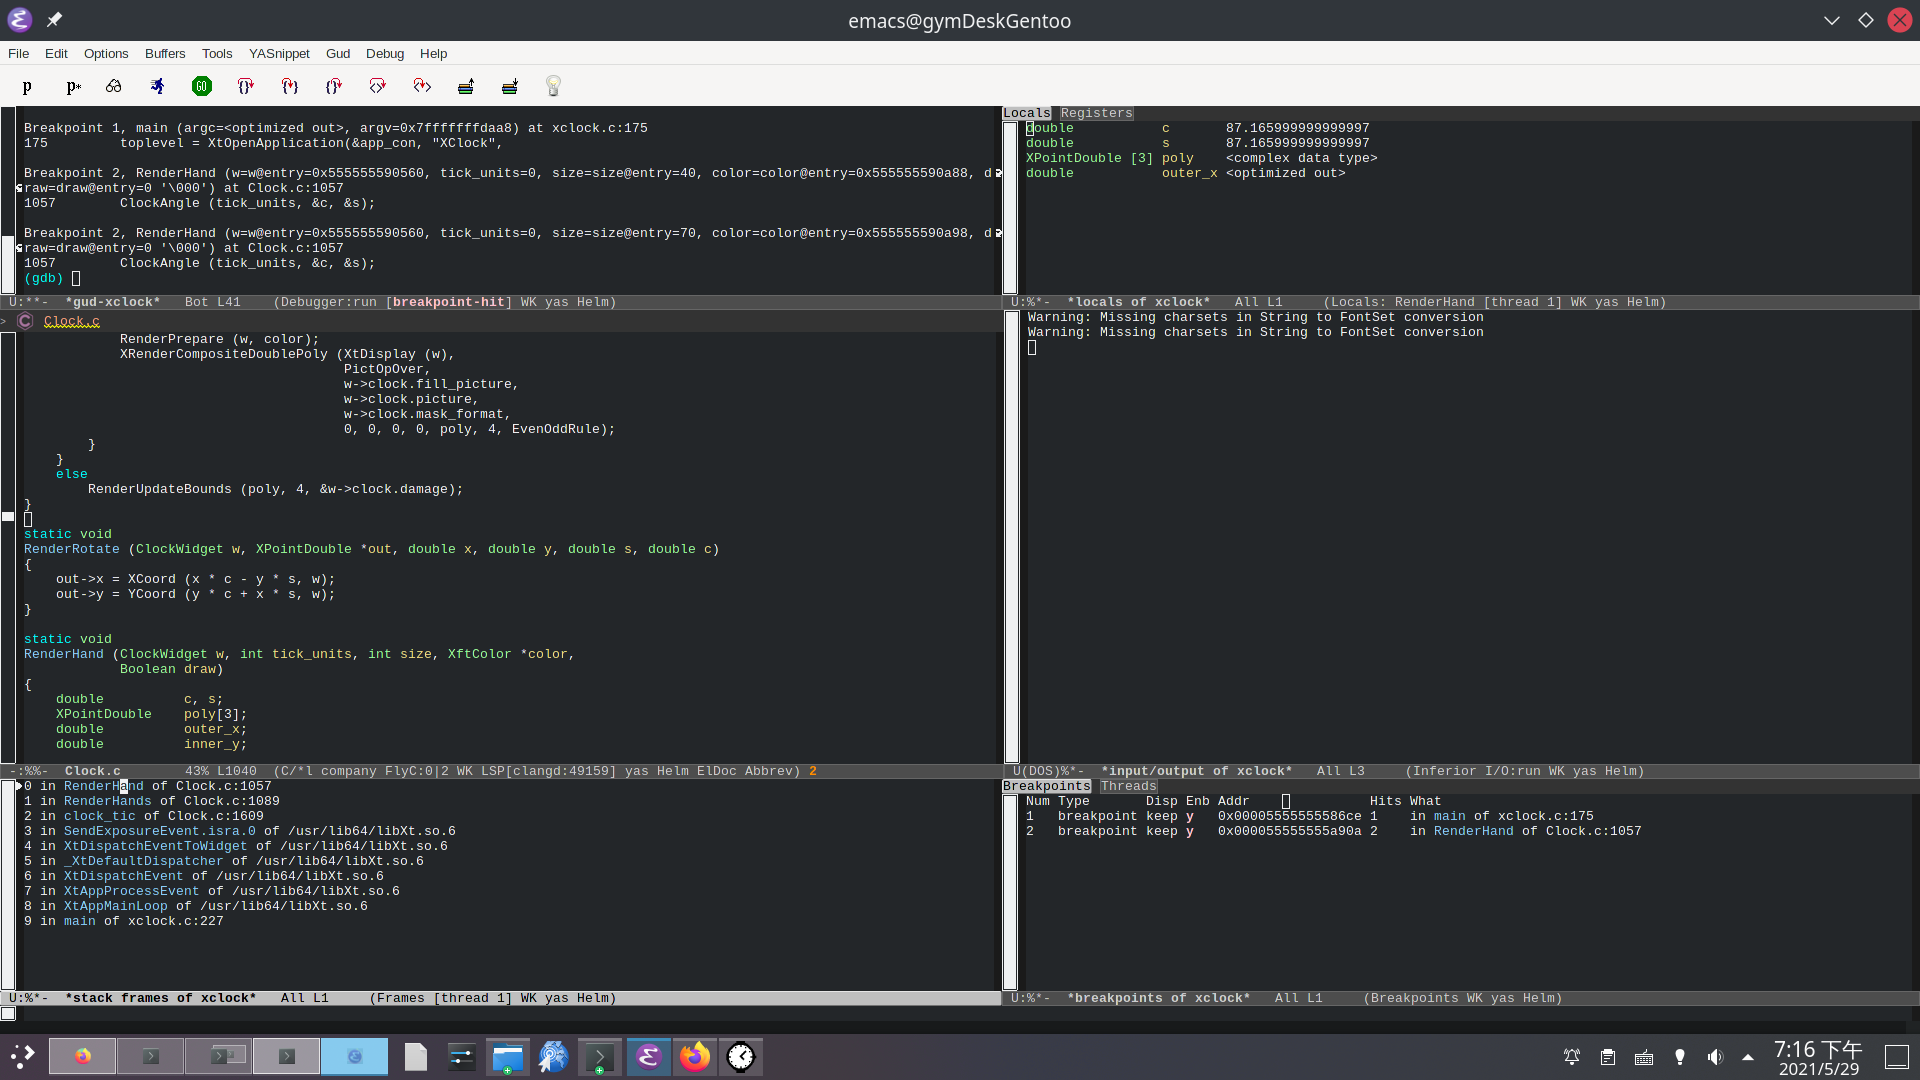 emacs@gymDeskGentoo
File Edit Options Buffers Tools YASnippet Gud Debug Help
p p* GO
Breakpoint 1, main (argc=<optimized out>, argv=0x7fffffffdaa8) at xclock.c:175
175         toplevel = XtOpenApplication(&app_con, "XClock",
Breakpoint 2, RenderHand (w=w@entry=0x555555590560, tick_units=0, size=size@entry=40, color=color@entry=0x555555590a88, d
raw=draw@entry=0 '\000') at Clock.c:1057
1057        ClockAngle (tick_units, &c, &s);
Breakpoint 2, RenderHand (w=w@entry=0x555555590560, tick_units=0, size=size@entry=70, color=color@entry=0x555555590a98, d
raw=draw@entry=0 '\000') at Clock.c:1057
1057        ClockAngle (tick_units, &c, &s);
(gdb)
U:**-  *gud-xclock*   Bot L41    (Debugger:run [breakpoint-hit] WK yas Helm)
Locals Registers
double           c       87.165999999999997
double           s       87.165999999999997
XPointDouble [3] poly    <complex data type>
double           outer_x <optimized out>
U:%*-  *locals of xclock*   All L1     (Locals: RenderHand [thread 1] WK yas Helm)
> Clock.c
            RenderPrepare (w, color);
            XRenderCompositeDoublePoly (XtDisplay (w),
                                        PictOpOver,
                                        w->clock.fill_picture,
                                        w->clock.picture,
                                        w->clock.mask_format,
                                        0, 0, 0, 0, poly, 4, EvenOddRule);
        }
    }
    else
        RenderUpdateBounds (poly, 4, &w->clock.damage);
}
static void
RenderRotate (ClockWidget w, XPointDouble *out, double x, double y, double s, double c)
{
    out->x = XCoord (x * c - y * s, w);
    out->y = YCoord (y * c + x * s, w);
}
static void
RenderHand (ClockWidget w, int tick_units, int size, XftColor *color,
            Boolean draw)
{
    double          c, s;
    XPointDouble    poly[3];
    double          outer_x;
    double          inner_y;
-:%%-  Clock.c        43% L1040  (C/*l company FlyC:0|2 WK LSP[clangd:49159] yas Helm ElDoc Abbrev) 2
Warning: Missing charsets in String to FontSet conversion
Warning: Missing charsets in String to FontSet conversion
U(DOS)%*-  *input/output of xclock*   All L3     (Inferior I/O:run WK yas Helm)
0 in RenderHand of Clock.c:1057
1 in RenderHands of Clock.c:1089
2 in clock_tic of Clock.c:1609
3 in SendExposureEvent.isra.0 of /usr/lib64/libXt.so.6
4 in XtDispatchEventToWidget of /usr/lib64/libXt.so.6
5 in _XtDefaultDispatcher of /usr/lib64/libXt.so.6
6 in XtDispatchEvent of /usr/lib64/libXt.so.6
7 in XtAppProcessEvent of /usr/lib64/libXt.so.6
8 in XtAppMainLoop of /usr/lib64/libXt.so.6
9 in main of xclock.c:227
U:%*-  *stack frames of xclock*   All L1     (Frames [thread 1] WK yas Helm)
Breakpoints Threads
Num Type       Disp Enb Addr               Hits What
1   breakpoint keep y   0x00005555555586ce 1    in main of xclock.c:175
2   breakpoint keep y   0x000055555555a90a 2    in RenderHand of Clock.c:1057
U:%*-  *breakpoints of xclock*   All L1     (Breakpoints WK yas Helm)
7:16 下午
2021/5/29